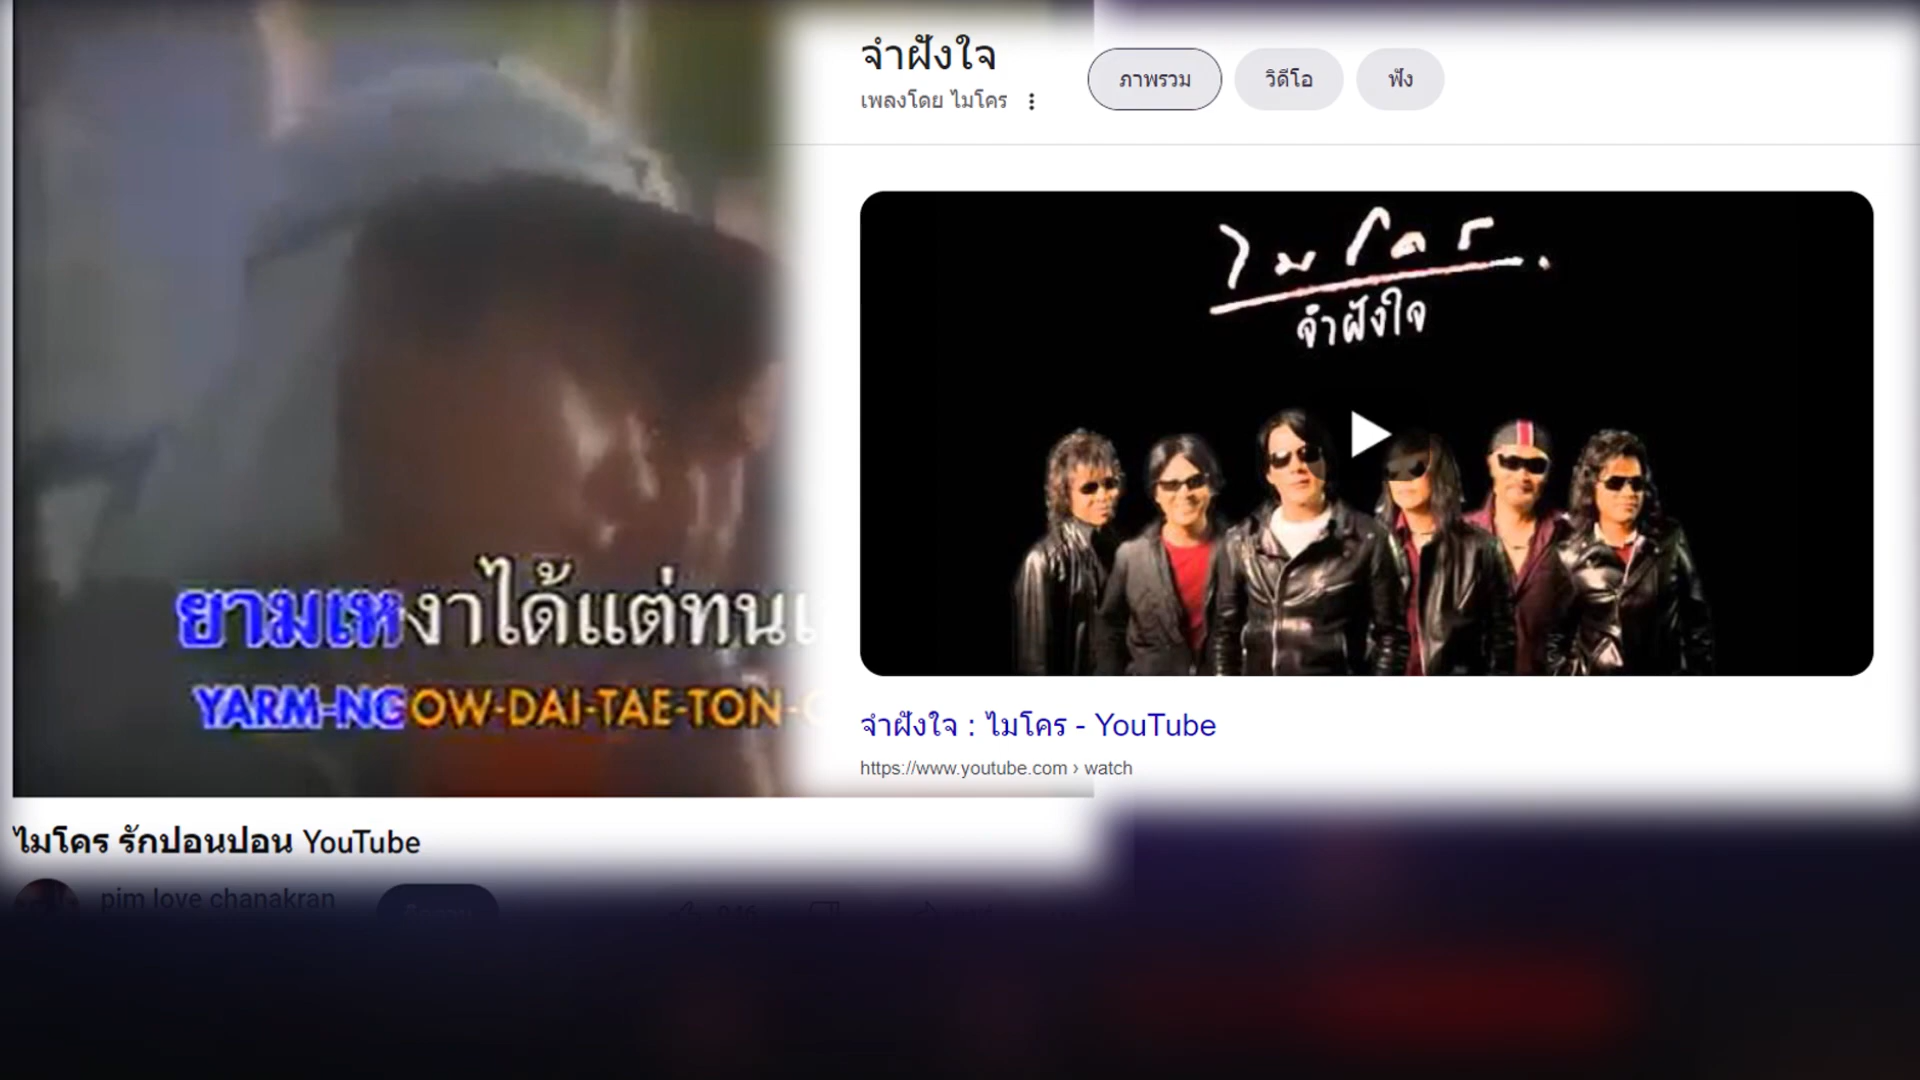 ยามเหงาได้แต่ทน
YARM-NGOW-DAI-TAE-TON-
ไมโคร รักปอนปอน YouTube
pim love chanakran
จำฝังใจ
เพลงโดย ไมโคร
ภาพรวม
วิดีโอ
ฟัง
ไมโคร
จำฝังใจ
จำฝังใจ : ไมโคร - YouTube
https://www.youtube.com › watch